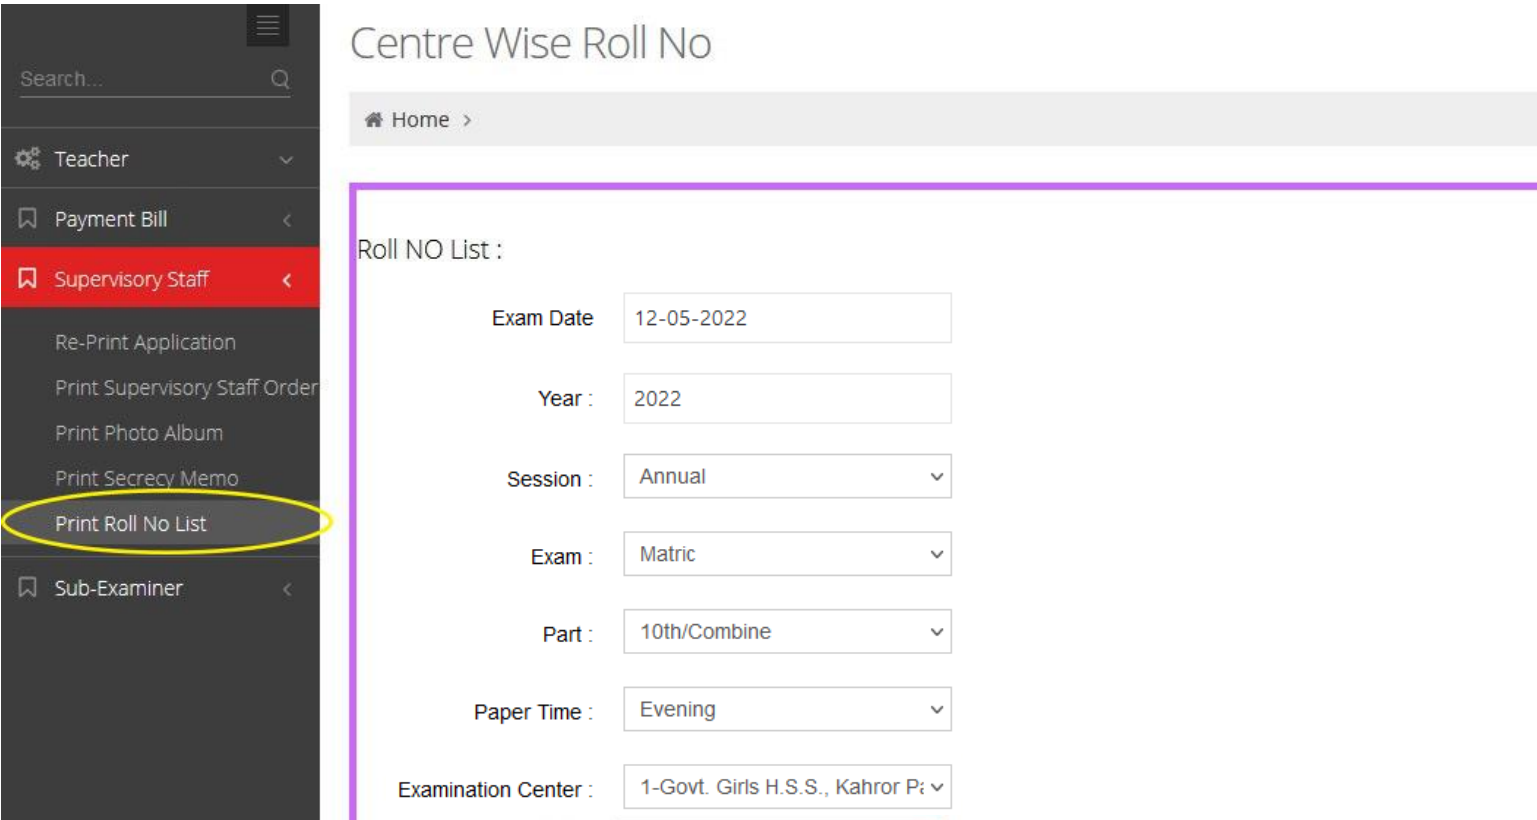 Search...
Teacher
Payment Bill
Supervisory Staff
Re-Print Application
Print Supervisory Staff Order
Print Photo Album
Print Secrecy Memo
Print Roll No List
Sub-Examiner
Centre Wise Roll No
Home >
Roll NO List :
Exam Date 12-05-2022
Year : 2022
Session : Annual
Exam : Matric
Part : 10th/Combine
Paper Time : Evening
Examination Center : 1-Govt. Girls H.S.S., Kahror